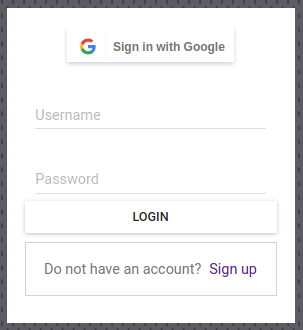 Sign in with Google
Username
Password
LOGIN
Do not have an account? Sign up